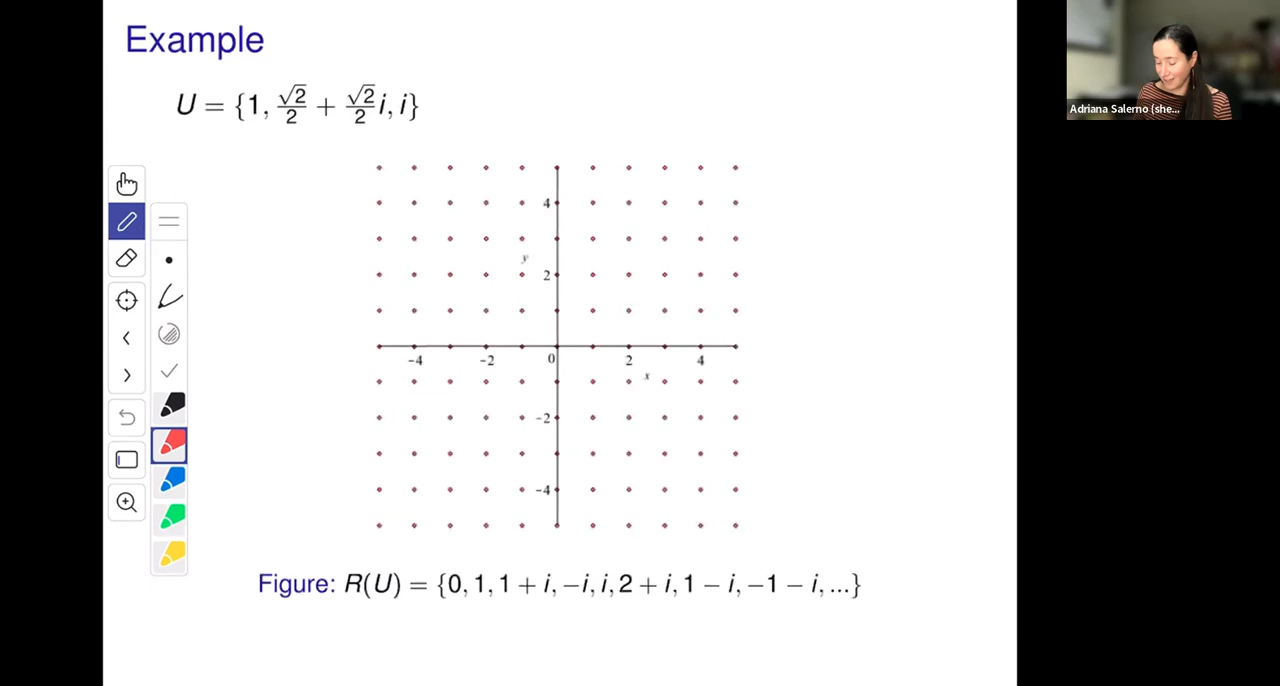 Example
U = {1, √2/2 + √2/2 i, i}
Adriana Salerno (she...
4
y
2
-4 -2 0 2 4
x
-2
-4
Figure: R(U) = {0, 1, 1 + i, −i, i, 2 + i, 1 − i, −1 − i, ...}